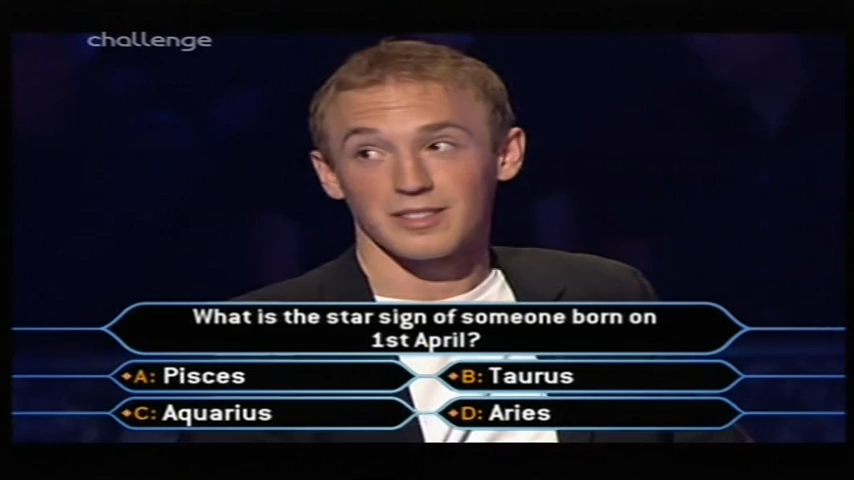 challenge
What is the star sign of someone born on
1st April?
A: Pisces
B: Taurus
C: Aquarius
D: Aries